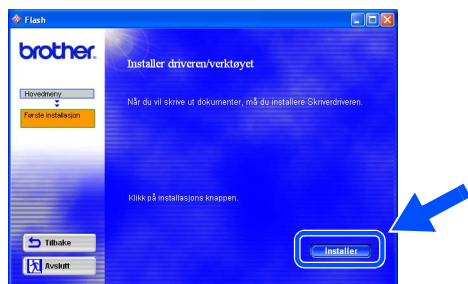 Flash
brother.
Installer driveren/verktøyet
Hovedmeny
Første installasjon
Når du vil skrive ut dokumenter, må du installere Skriverdriveren.
Klikk på installasjons knappen.
Tilbake
Avslutt
Installer